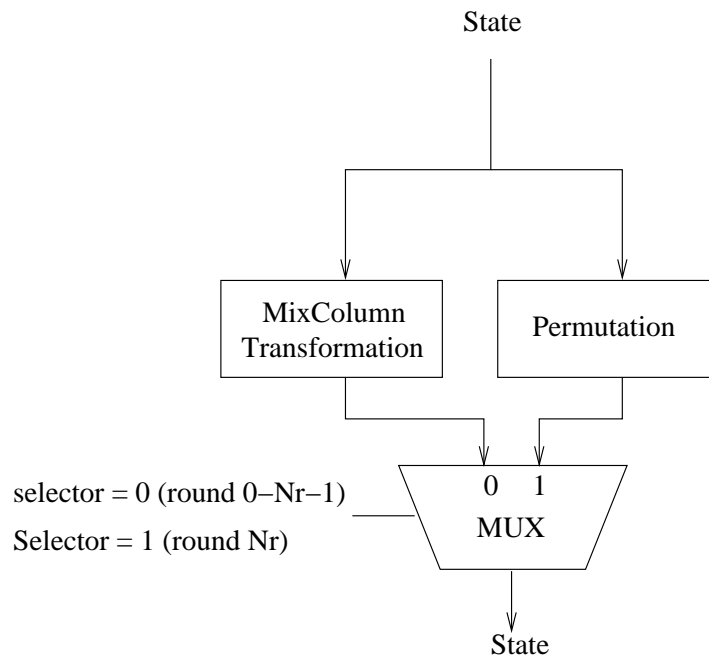 State
MixColumn
Transformation
Permutation
0 1
selector = 0 (round 0–Nr–1)
MUX
Selector = 1 (round Nr)
State